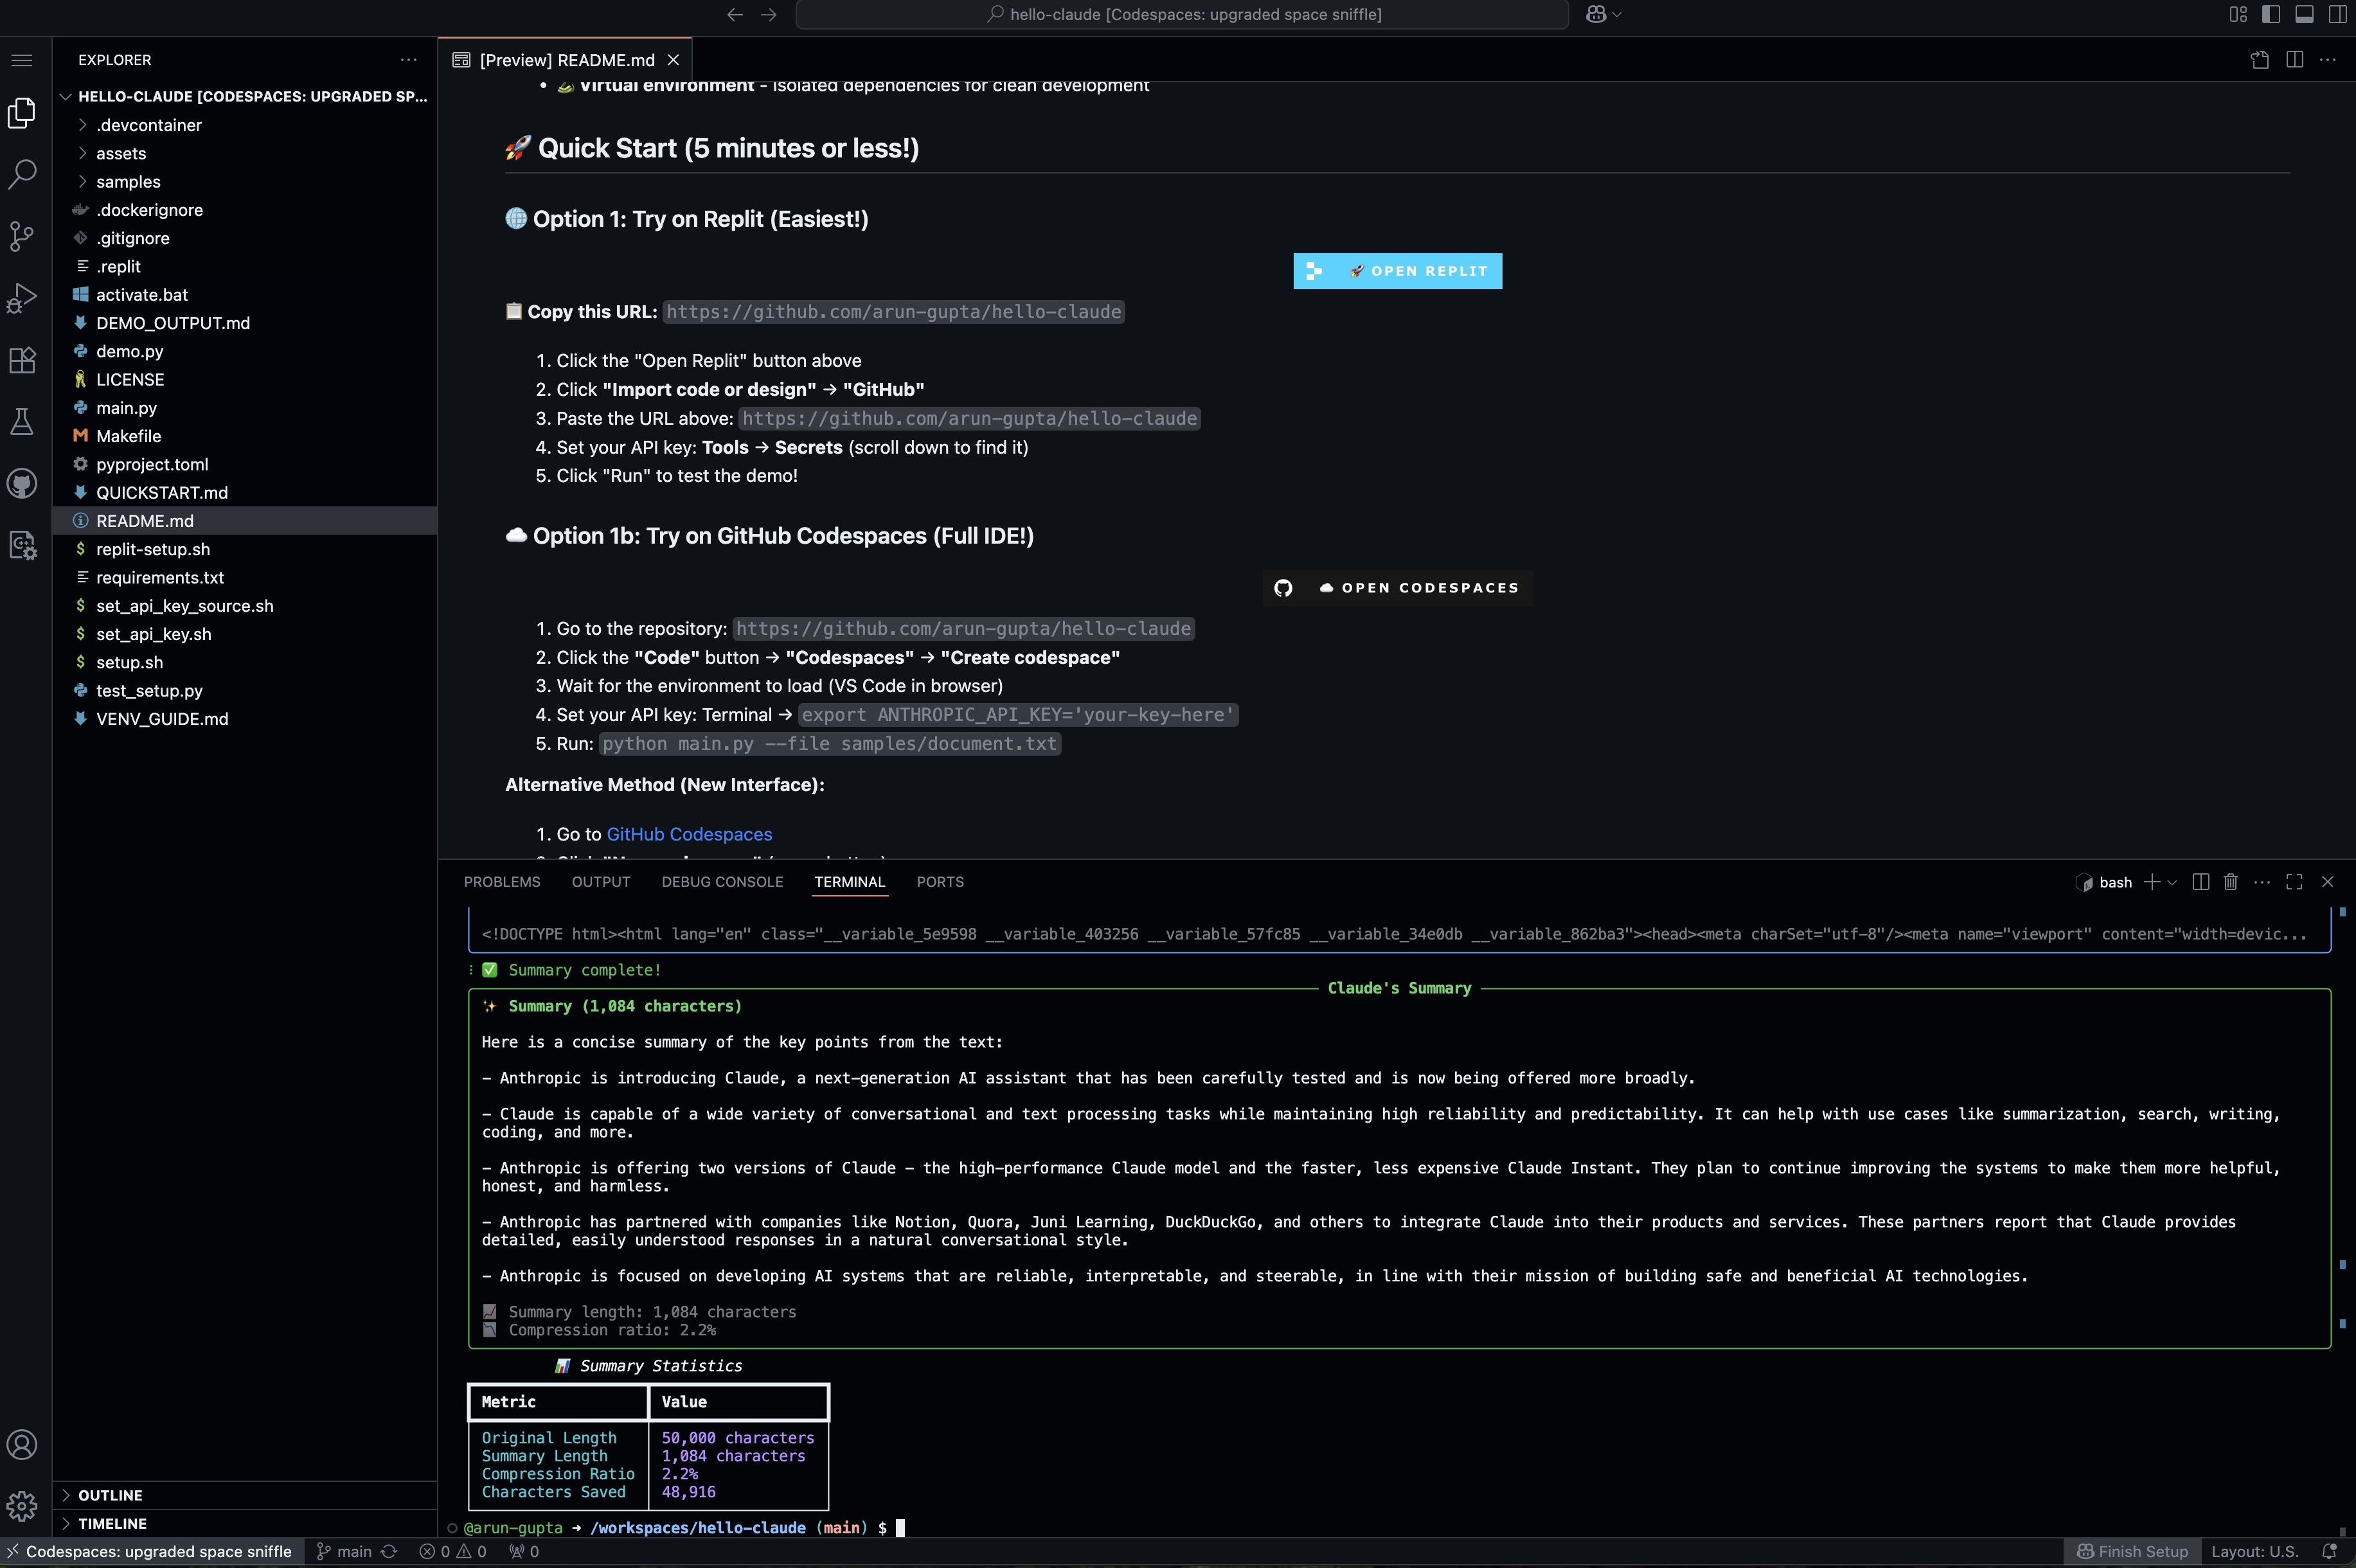 hello-claude [Codespaces: upgraded space sniffle]
EXPLORER
HELLO-CLAUDE [CODESPACES: UPGRADED SP...
.devcontainer
assets
samples
.dockerignore
.gitignore
.replit
activate.bat
DEMO_OUTPUT.md
demo.py
LICENSE
main.py
Makefile
pyproject.toml
QUICKSTART.md
README.md
replit-setup.sh
requirements.txt
set_api_key_source.sh
set_api_key.sh
setup.sh
test_setup.py
VENV_GUIDE.md
OUTLINE
TIMELINE
[Preview] README.md
• Virtual environment - Isolated dependencies for clean development
🚀 Quick Start (5 minutes or less!)
🌐 Option 1: Try on Replit (Easiest!)
🚀 OPEN REPLIT
📋 Copy this URL: https://github.com/arun-gupta/hello-claude
1. Click the "Open Replit" button above
2. Click "Import code or design" → "GitHub"
3. Paste the URL above: https://github.com/arun-gupta/hello-claude
4. Set your API key: Tools → Secrets (scroll down to find it)
5. Click "Run" to test the demo!
☁️ Option 1b: Try on GitHub Codespaces (Full IDE!)
☁️ OPEN CODESPACES
1. Go to the repository: https://github.com/arun-gupta/hello-claude
2. Click the "Code" button → "Codespaces" → "Create codespace"
3. Wait for the environment to load (VS Code in browser)
4. Set your API key: Terminal → export ANTHROPIC_API_KEY='your-key-here'
5. Run: python main.py --file samples/document.txt
Alternative Method (New Interface):
1. Go to GitHub Codespaces
PROBLEMS OUTPUT DEBUG CONSOLE TERMINAL PORTS
bash
<!DOCTYPE html><html lang="en" class="__variable_5e9598 __variable_403256 __variable_57fc85 __variable_34e0db __variable_862ba3"><head><meta charSet="utf-8"/><meta name="viewport" content="width=devic...
✅ Summary complete!
Claude's Summary
✨ Summary (1,084 characters)
Here is a concise summary of the key points from the text:
– Anthropic is introducing Claude, a next-generation AI assistant that has been carefully tested and is now being offered more broadly.
– Claude is capable of a wide variety of conversational and text processing tasks while maintaining high reliability and predictability. It can help with use cases like summarization, search, writing,
coding, and more.
– Anthropic is offering two versions of Claude – the high-performance Claude model and the faster, less expensive Claude Instant. They plan to continue improving the systems to make them more helpful,
honest, and harmless.
– Anthropic has partnered with companies like Notion, Quora, Juni Learning, DuckDuckGo, and others to integrate Claude into their products and services. These partners report that Claude provides
detailed, easily understood responses in a natural conversational style.
– Anthropic is focused on developing AI systems that are reliable, interpretable, and steerable, in line with their mission of building safe and beneficial AI technologies.
📈 Summary length: 1,084 characters
📉 Compression ratio: 2.2%
📊 Summary Statistics
Metric Value
Original Length 50,000 characters
Summary Length 1,084 characters
Compression Ratio 2.2%
Characters Saved 48,916
@arun-gupta → /workspaces/hello-claude (main) $
Codespaces: upgraded space sniffle main 0 0 0 Finish Setup Layout: U.S.